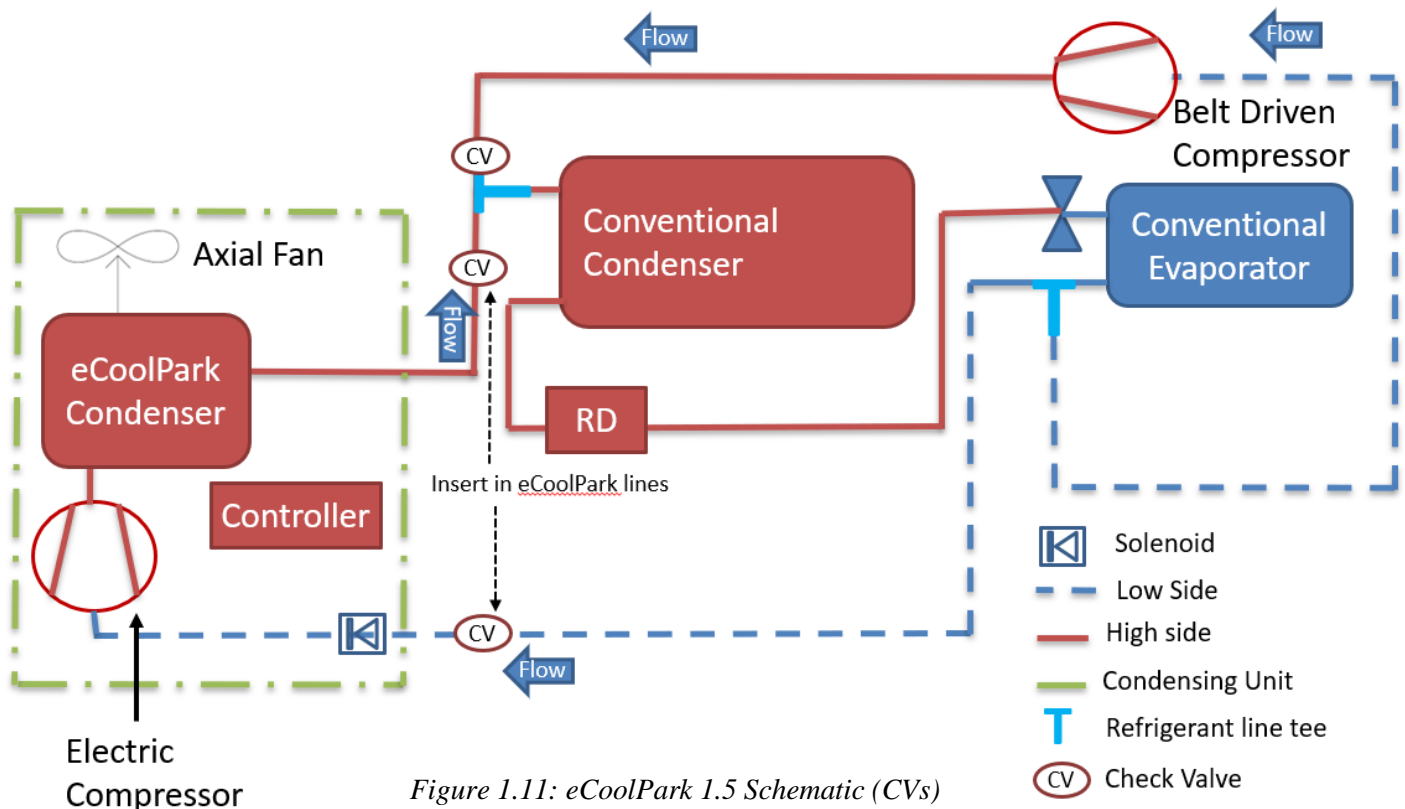 Flow
Flow
Belt Driven
Compressor
CV
Conventional
Condenser
Conventional
Evaporator
Axial Fan
CV
Flow
eCoolPark
Condenser
RD
Insert in eCoolPark lines
Controller
Solenoid
Low Side
CV
High side
Flow
Condensing Unit
Refrigerant line tee
Electric
Compressor
CV
Check Valve
Figure 1.11: eCoolPark 1.5 Schematic (CVs)